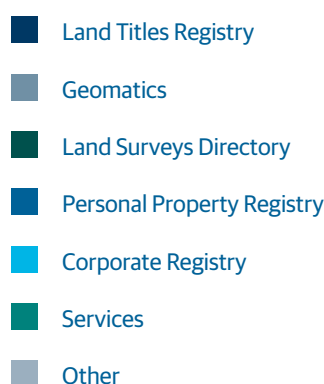 Land Titles Registry
Geomatics
Land Surveys Directory
Personal Property Registry
Corporate Registry
Services
Other